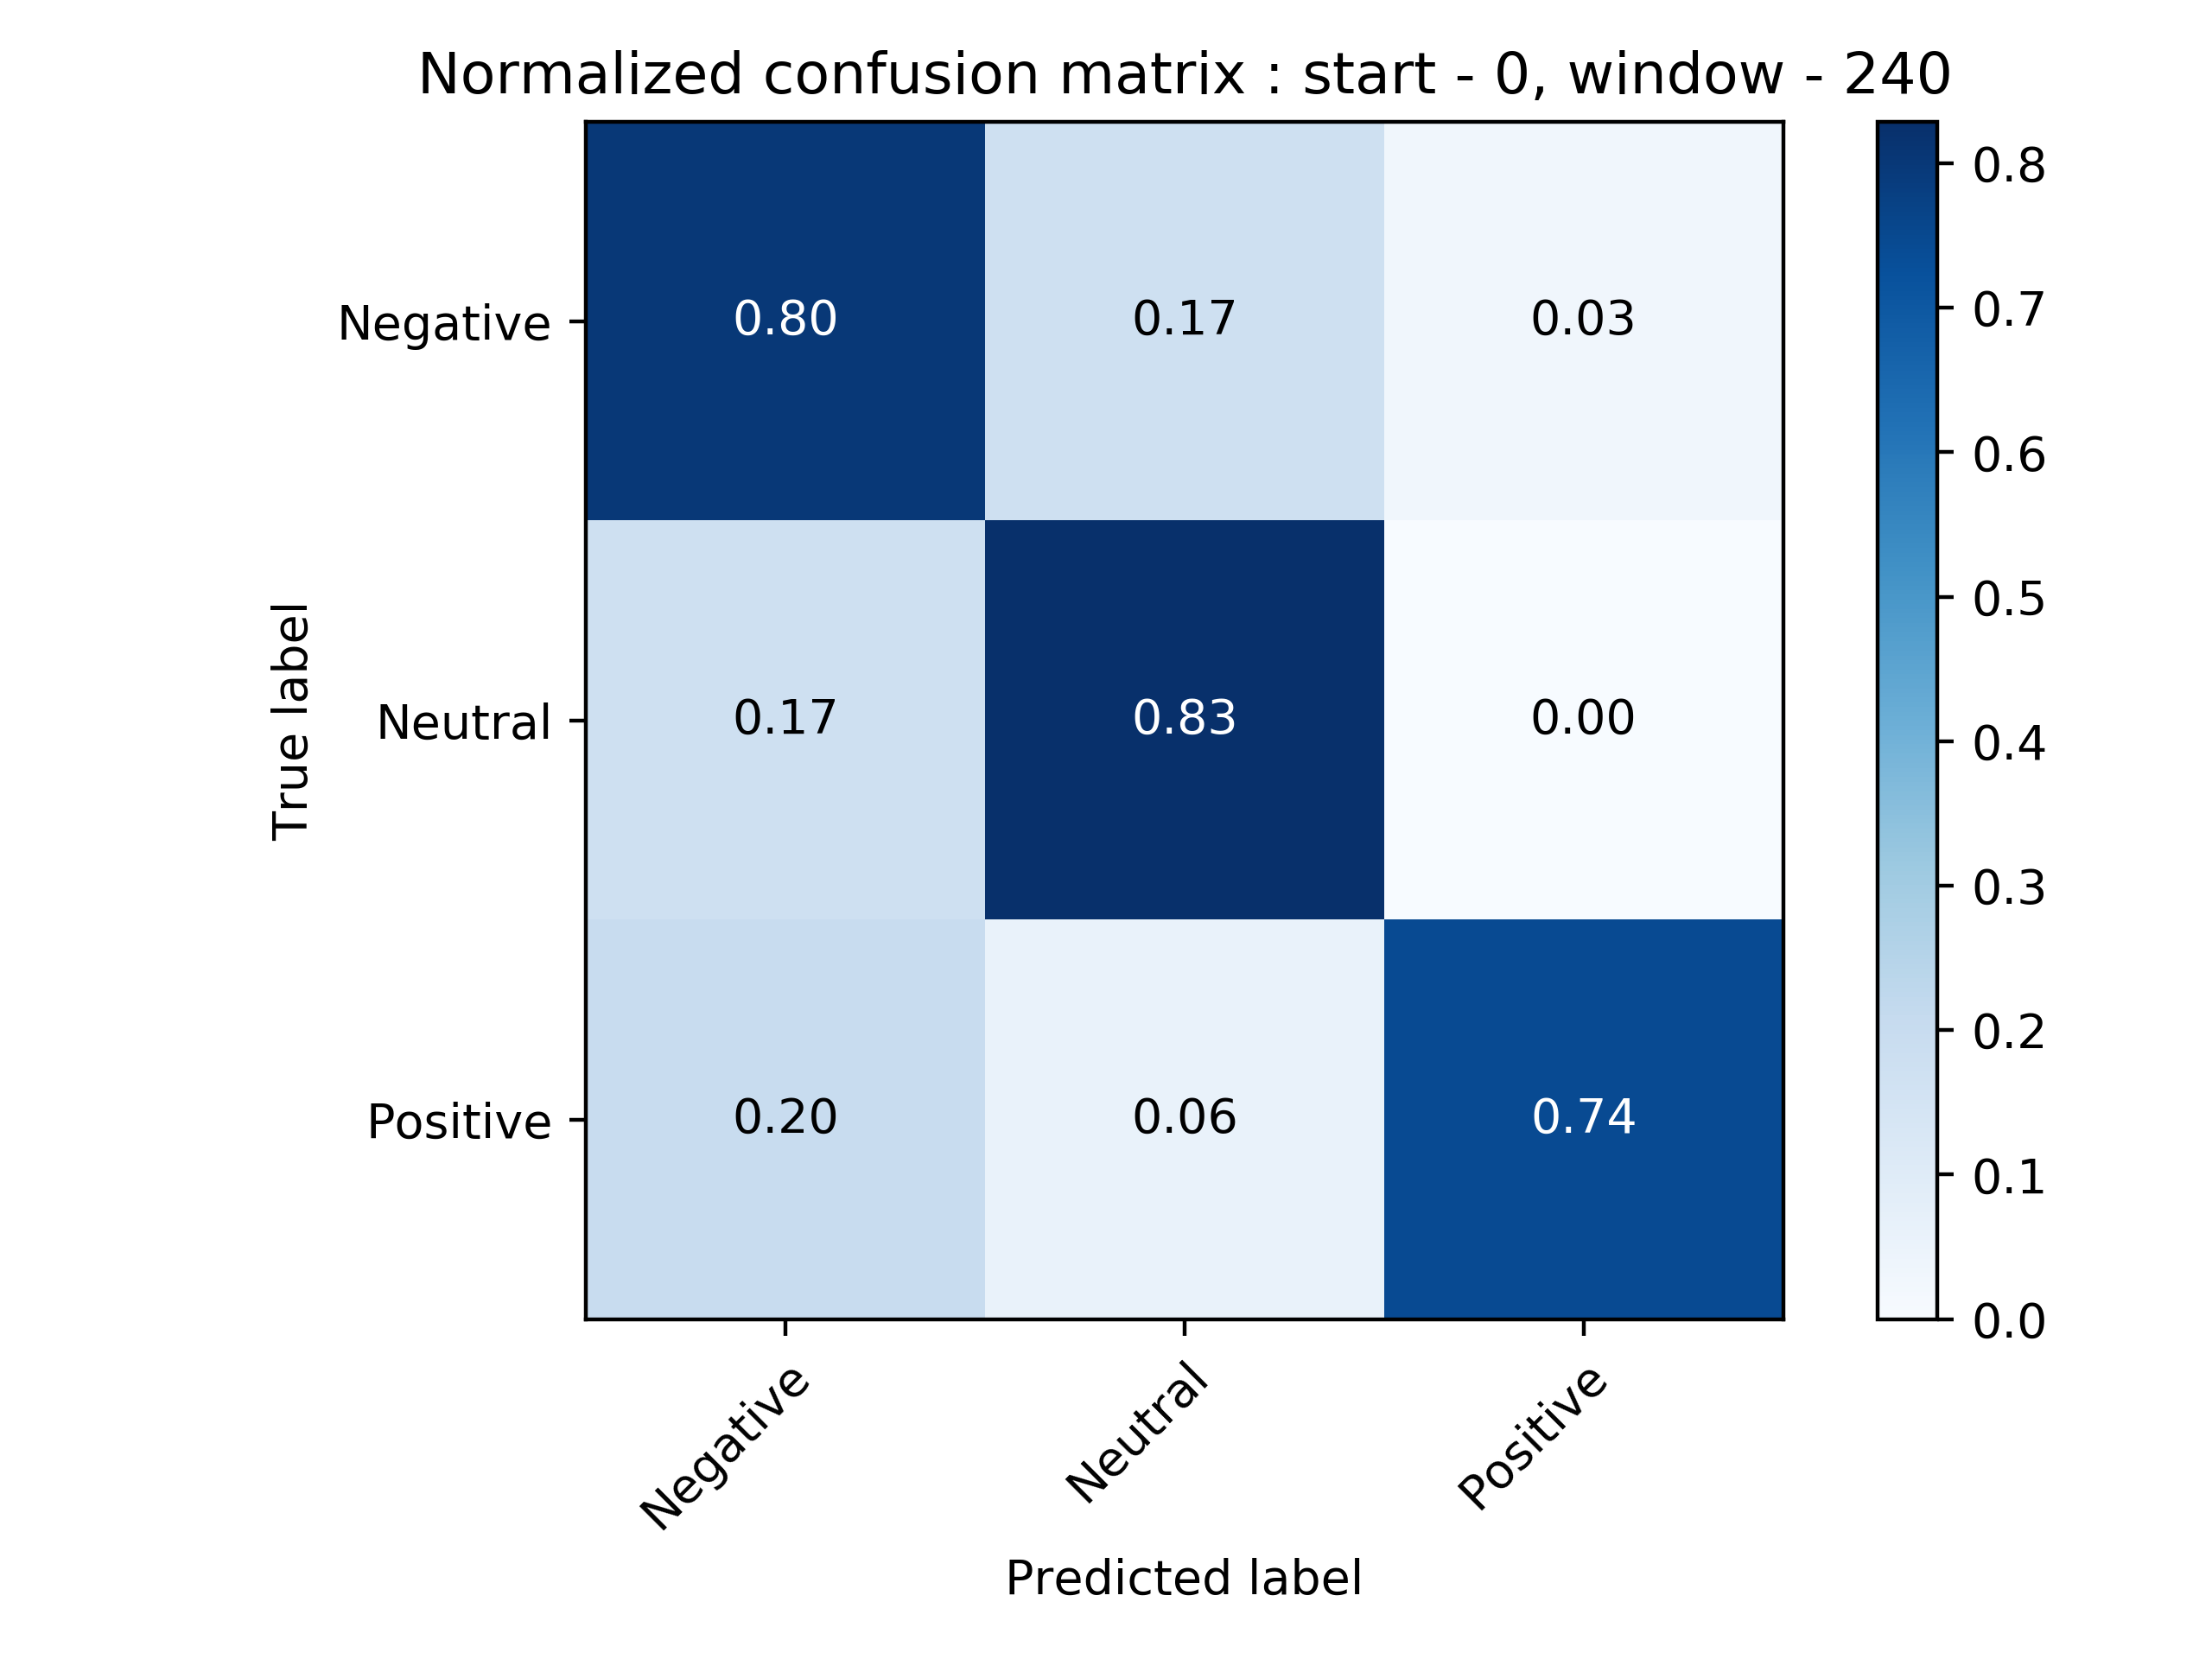 Normalized confusion matrix : start - 0, window - 240
True label
Negative
0.80 0.17 0.03
Neutral
0.17 0.83 0.00
Positive
0.20 0.06 0.74
Negative
Neutral
Positive
Predicted label
0.8
0.7
0.6
0.5
0.4
0.3
0.2
0.1
0.0